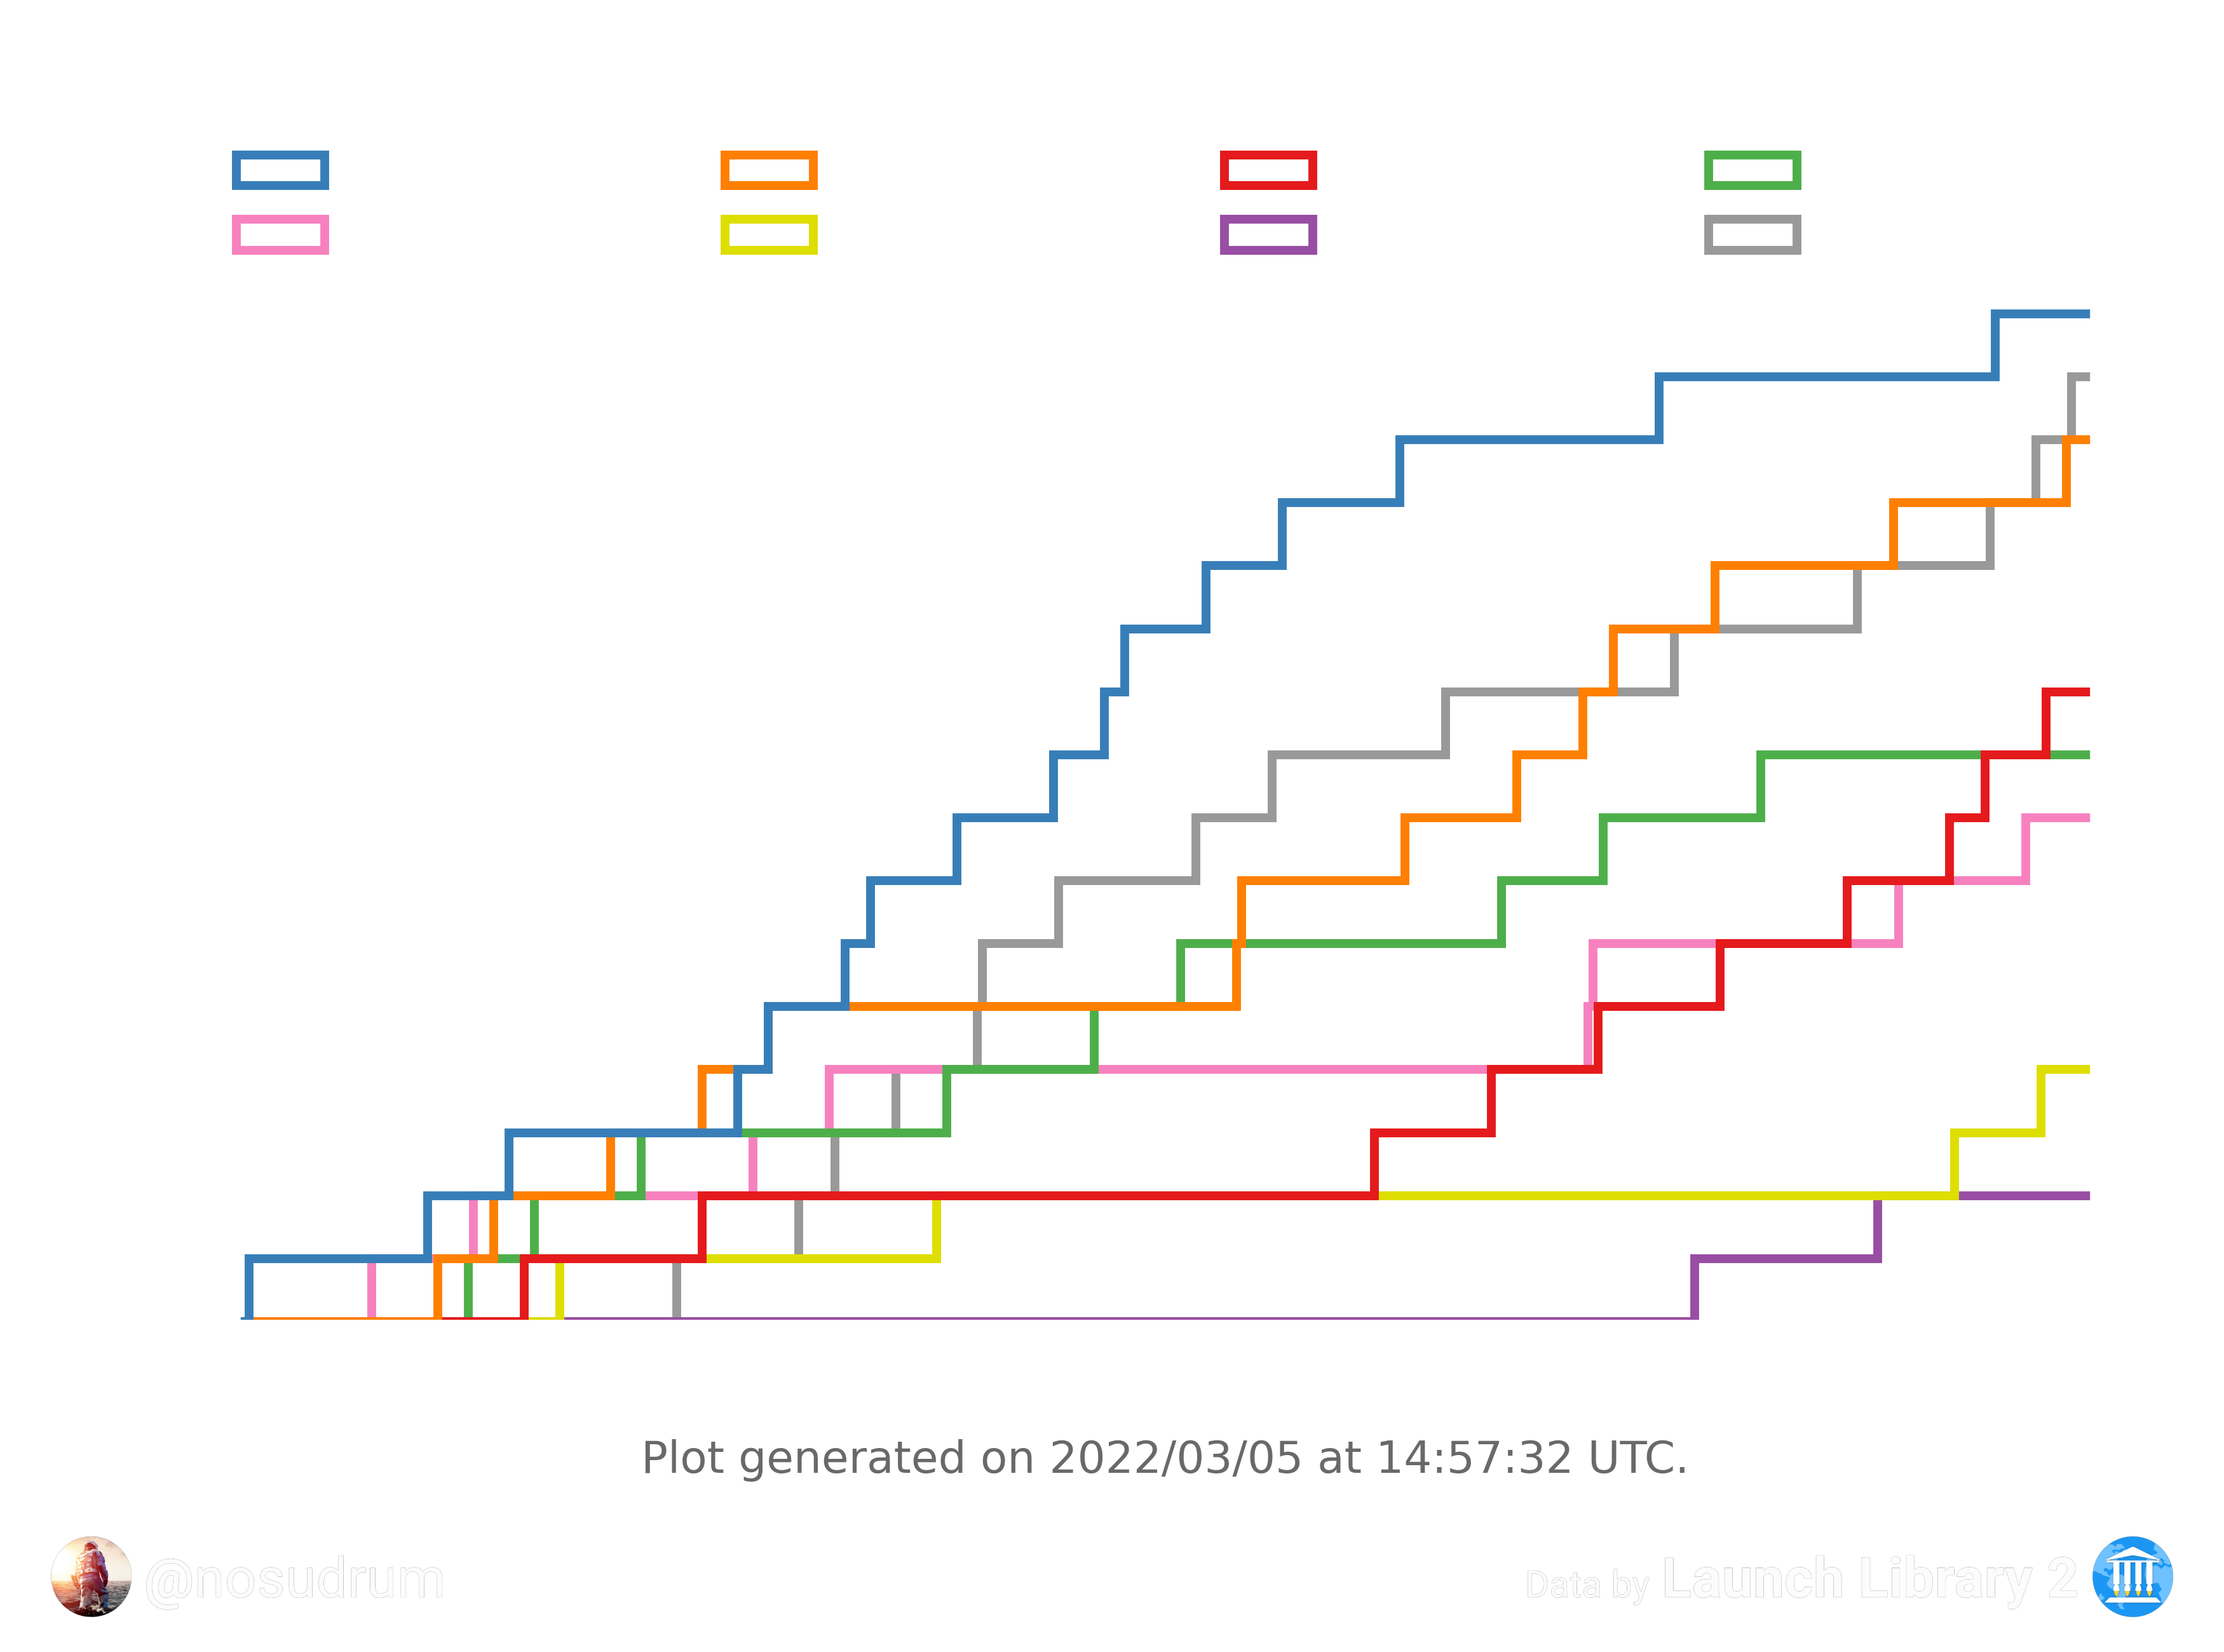 Plot generated on 2022/03/05 at 14:57:32 UTC.
@nosudrum
Data by Launch Library 2